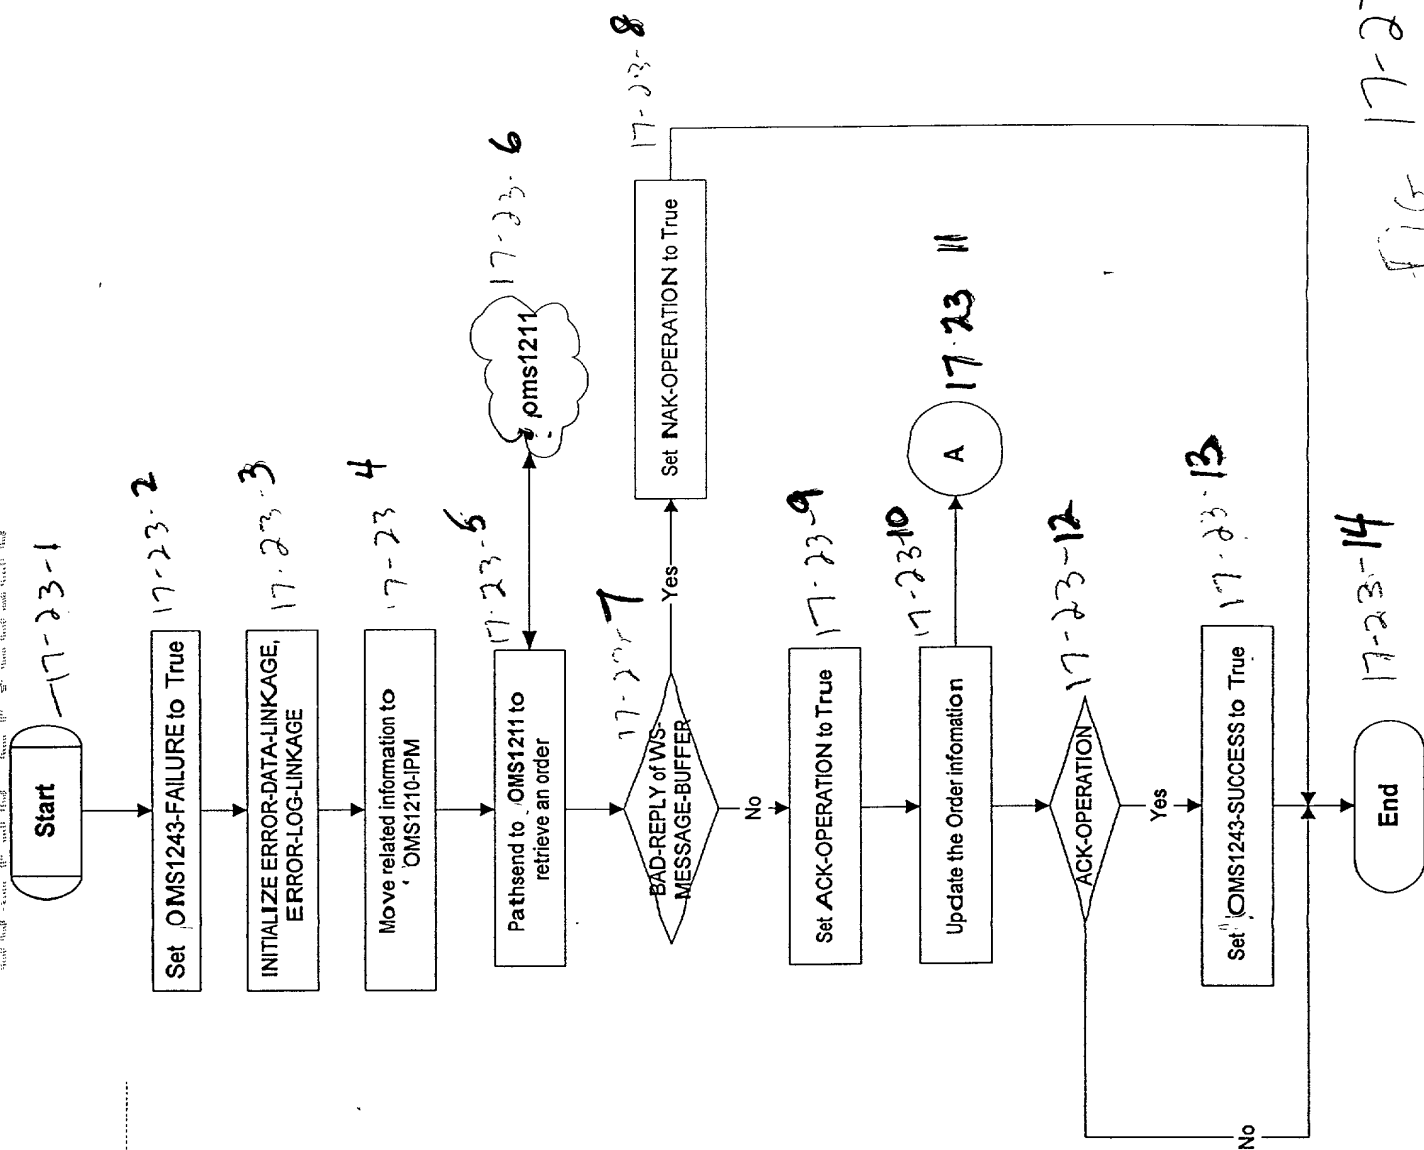 Start
17-23-1
Set OMS1243-FAILURE to True
17-23-2
INITIALIZE ERROR-DATA-LINKAGE,
ERROR-LOG-LINKAGE
17-23-3
Move related information to
OMS1210-IPM
17-23 4
Pathsend to OMS1211 to
retrieve an order
17-23-5
oms1211
17-23-6
BAD-REPLY of WS-
MESSAGE-BUFFER
17-23-7
Yes
Set NAK-OPERATION to True
17-23-8
No
Set ACK-OPERATION to True
17-23-9
Update the Order infomation
17-23-10
A
17-23 11
ACK-OPERATION
17-23-12
Yes
Set OMS1243-SUCCESS to True
17-23-13
No
End
17-23-14